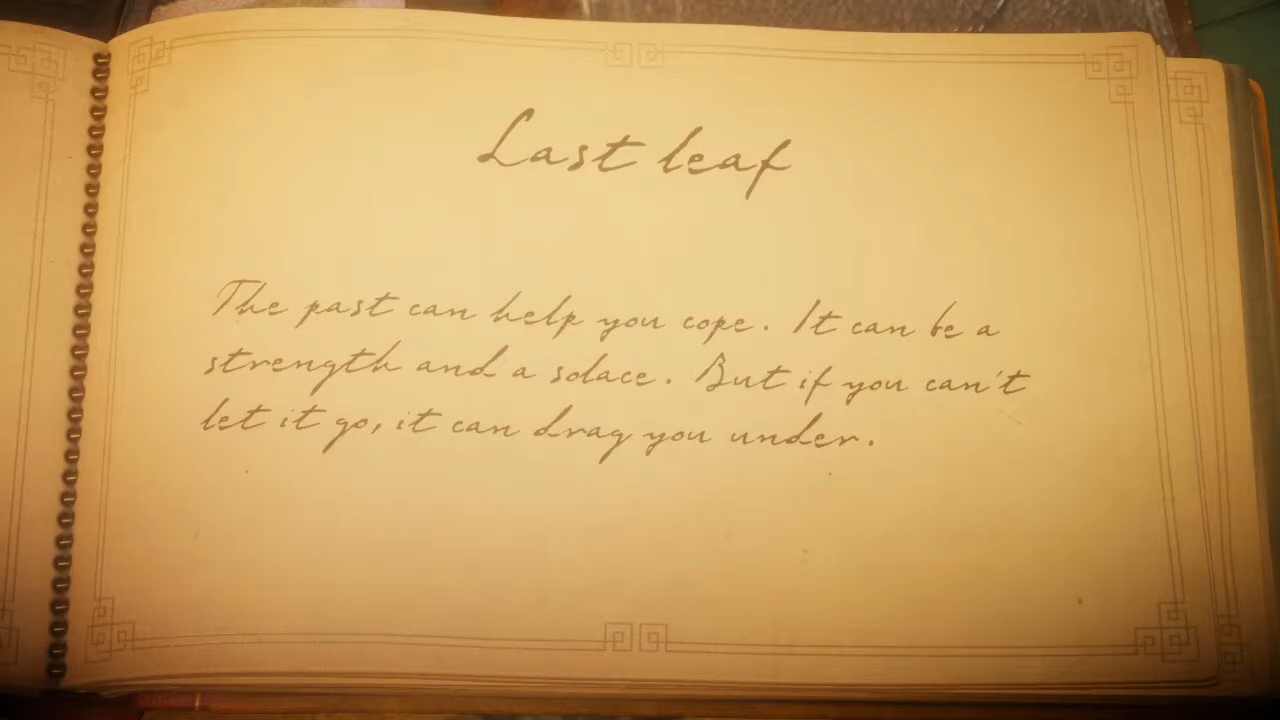 Last leaf
The past can help you cope. It can be a
strength and a solace. But if you can't
let it go, it can drag you under.